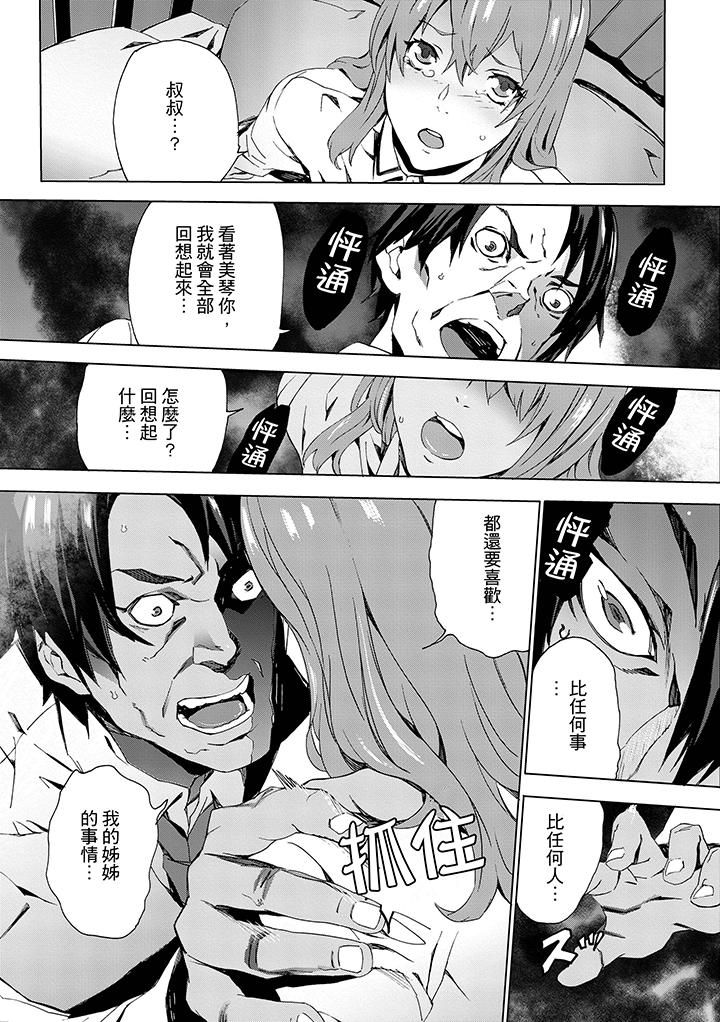 叔叔⋯?
怦通
看著美琴你，
我就會全部
回想起來⋯
怦通
怦通
怎麼了?
回想起
什麼⋯
怦通
怦通
比任何事
⋯
比任何人⋯
ス
都還要喜歡⋯
抓住
我的姊姊
的事情⋯